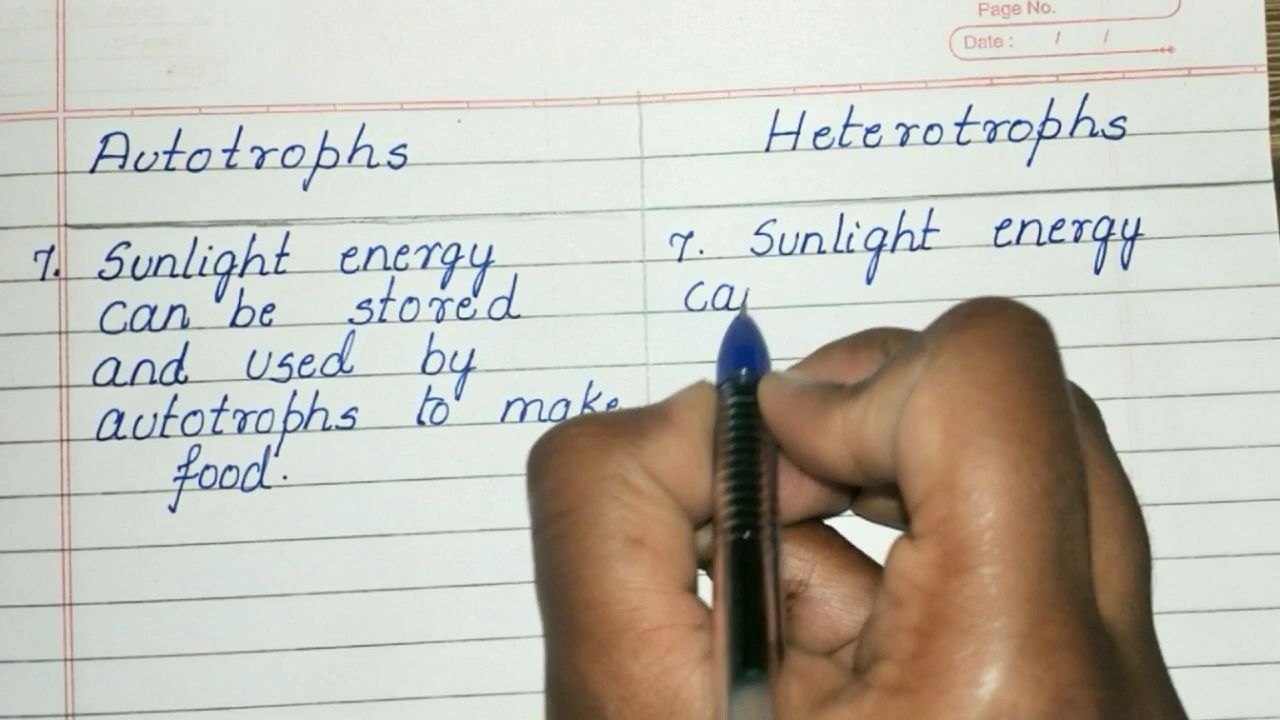 Page No.
Date : / /
Autotrophs
Heterotrophs
7. Sunlight energy
can be stored
and used by
autotrophs to make
food.
7. Sunlight energy
ca